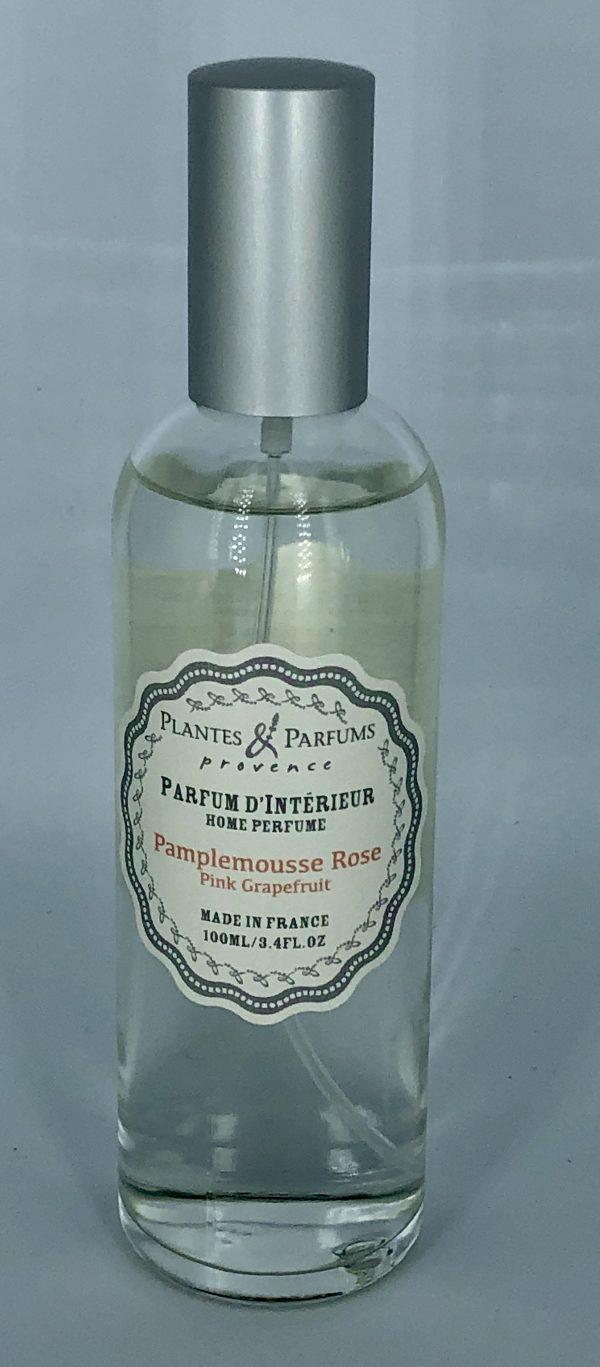 PLANTES & PARFUMS
provence
PARFUM D'INTÉRIEUR
HOME PERFUME
Pamplemousse Rose
Pink Grapefruit
MADE IN FRANCE
100ML/3.4FL.OZ